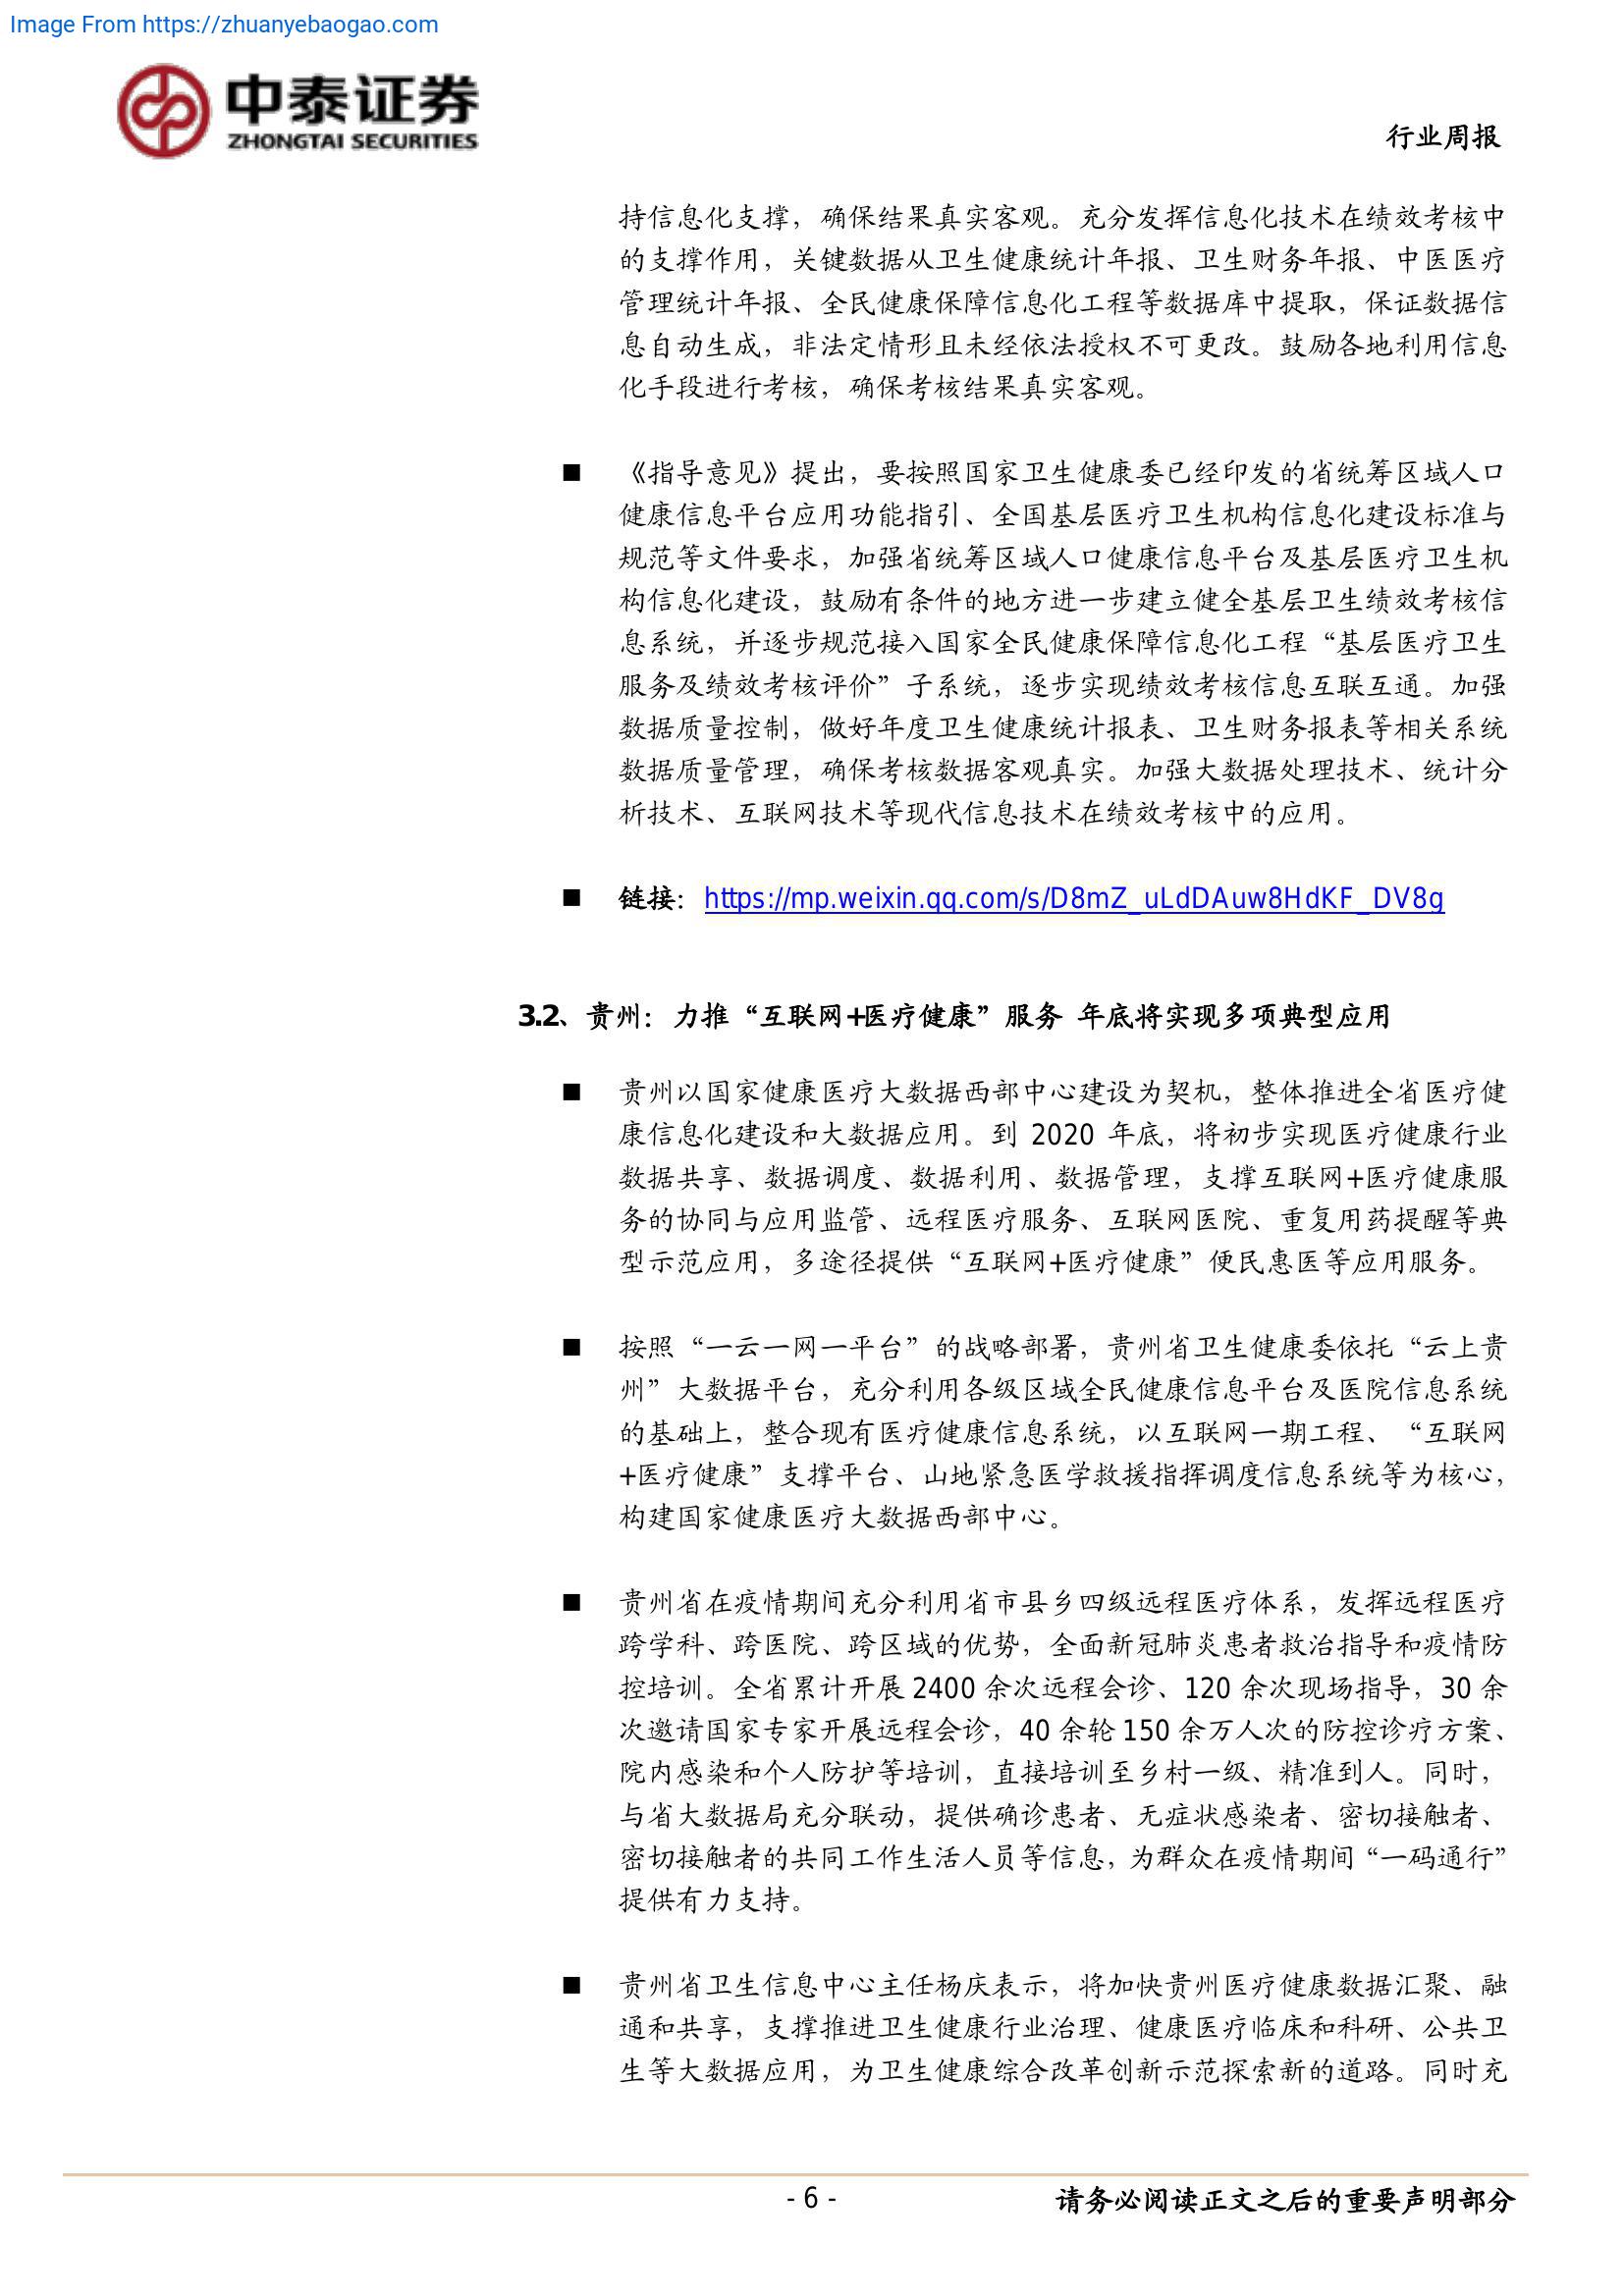 Image From https://zhuanyebaogao.com
中泰证券
ZHONGTAI SECURITIES
行业周报
持信息化支撑，确保结果真实客观。充分发挥信息化技术在绩效考核中
的支撑作用，关键数据从卫生健康统计年报、卫生财务年报、中医医疗
管理统计年报、全民健康保障信息化工程等数据库中提取，保证数据信
息自动生成，非法定情形且未经依法授权不可更改。鼓励各地利用信息
化手段进行考核，确保考核结果真实客观。
■ 《指导意见》提出，要按照国家卫生健康委已经印发的省统筹区域人口
健康信息平台应用功能指引、全国基层医疗卫生机构信息化建设标准与
规范等文件要求，加强省统筹区域人口健康信息平台及基层医疗卫生机
构信息化建设，鼓励有条件的地方进一步建立健全基层卫生绩效考核信
息系统，并逐步规范接入国家全民健康保障信息化工程“基层医疗卫生
服务及绩效考核评价”子系统，逐步实现绩效考核信息互联互通。加强
数据质量控制，做好年度卫生健康统计报表、卫生财务报表等相关系统
数据质量管理，确保考核数据客观真实。加强大数据处理技术、统计分
析技术、互联网技术等现代信息技术在绩效考核中的应用。
■ 链接：https://mp.weixin.qq.com/s/D8mZ_uLdDAuw8HdKF_DV8g
3.2、贵州：力推“互联网+医疗健康”服务 年底将实现多项典型应用
■ 贵州以国家健康医疗大数据西部中心建设为契机，整体推进全省医疗健
康信息化建设和大数据应用。到 2020 年底，将初步实现医疗健康行业
数据共享、数据调度、数据利用、数据管理，支撑互联网+医疗健康服
务的协同与应用监管、远程医疗服务、互联网医院、重复用药提醒等典
型示范应用，多途径提供“互联网+医疗健康”便民惠医等应用服务。
■ 按照“一云一网一平台”的战略部署，贵州省卫生健康委依托“云上贵
州”大数据平台，充分利用各级区域全民健康信息平台及医院信息系统
的基础上，整合现有医疗健康信息系统，以互联网一期工程、“互联网
+医疗健康”支撑平台、山地紧急医学救援指挥调度信息系统等为核心，
构建国家健康医疗大数据西部中心。
■ 贵州省在疫情期间充分利用省市县乡四级远程医疗体系，发挥远程医疗
跨学科、跨医院、跨区域的优势，全面新冠肺炎患者救治指导和疫情防
控培训。全省累计开展 2400 余次远程会诊、120 余次现场指导，30 余
次邀请国家专家开展远程会诊，40 余轮 150 余万人次的防控诊疗方案、
院内感染和个人防护等培训，直接培训至乡村一级、精准到人。同时，
与省大数据局充分联动，提供确诊患者、无症状感染者、密切接触者、
密切接触者的共同工作生活人员等信息，为群众在疫情期间“一码通行”
提供有力支持。
■ 贵州省卫生信息中心主任杨庆表示，将加快贵州医疗健康数据汇聚、融
通和共享，支撑推进卫生健康行业治理、健康医疗临床和科研、公共卫
生等大数据应用，为卫生健康综合改革创新示范探索新的道路。同时充
- 6 -
请务必阅读正文之后的重要声明部分